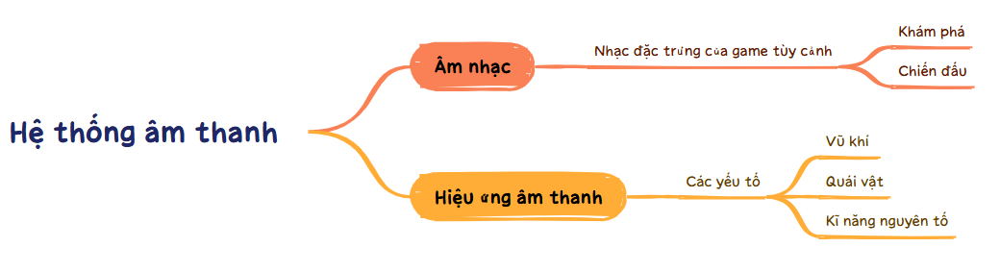 Hệ thống âm thanh
Âm nhạc
Nhạc đặc trưng của game tùy cảnh
Khám phá
Chiến đấu
Hiệu ứng âm thanh
Các yếu tố
Vũ khí
Quái vật
Kĩ năng nguyên tố